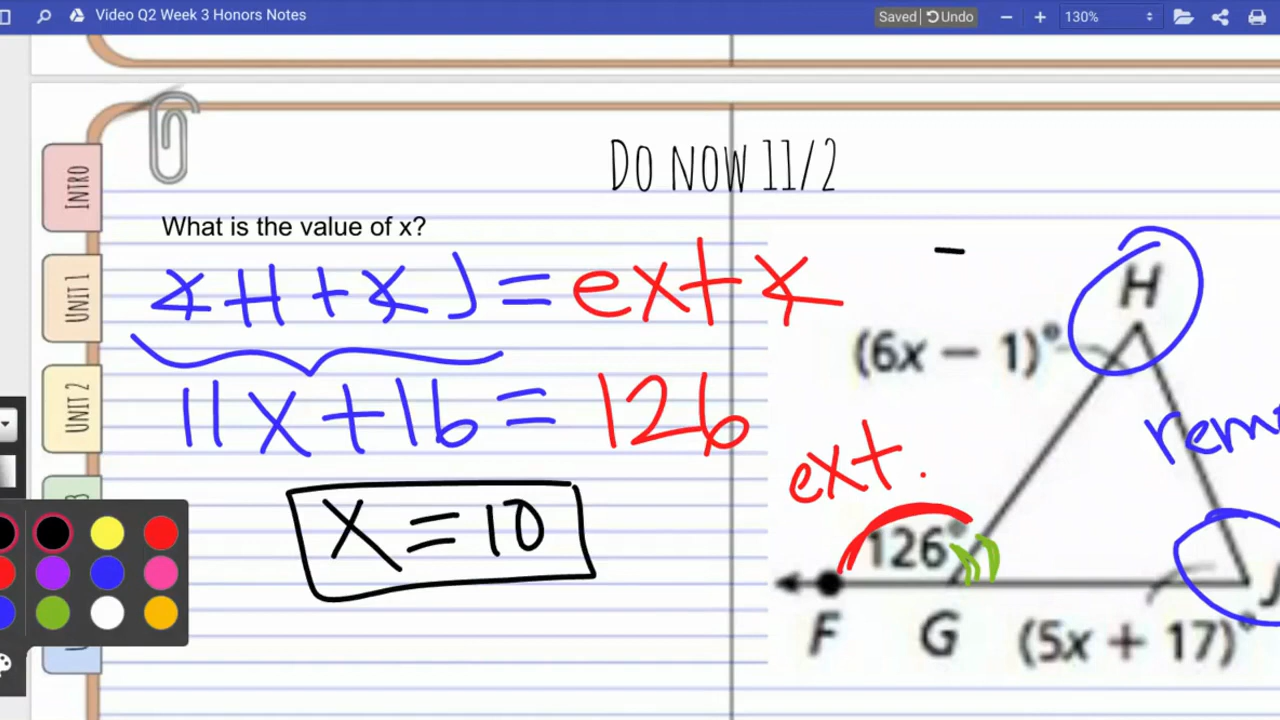 Video Q2 Week 3 Honors Notes
Saved Undo
130%
INTRO
UNIT 1
UNIT 2
DO NOW 11/2
What is the value of x?
∡H + ∡J = ext ∡
11x + 16 = 126
x = 10
H
(6x − 1)°
ext.
126°
F
G
(5x + 17)°
J